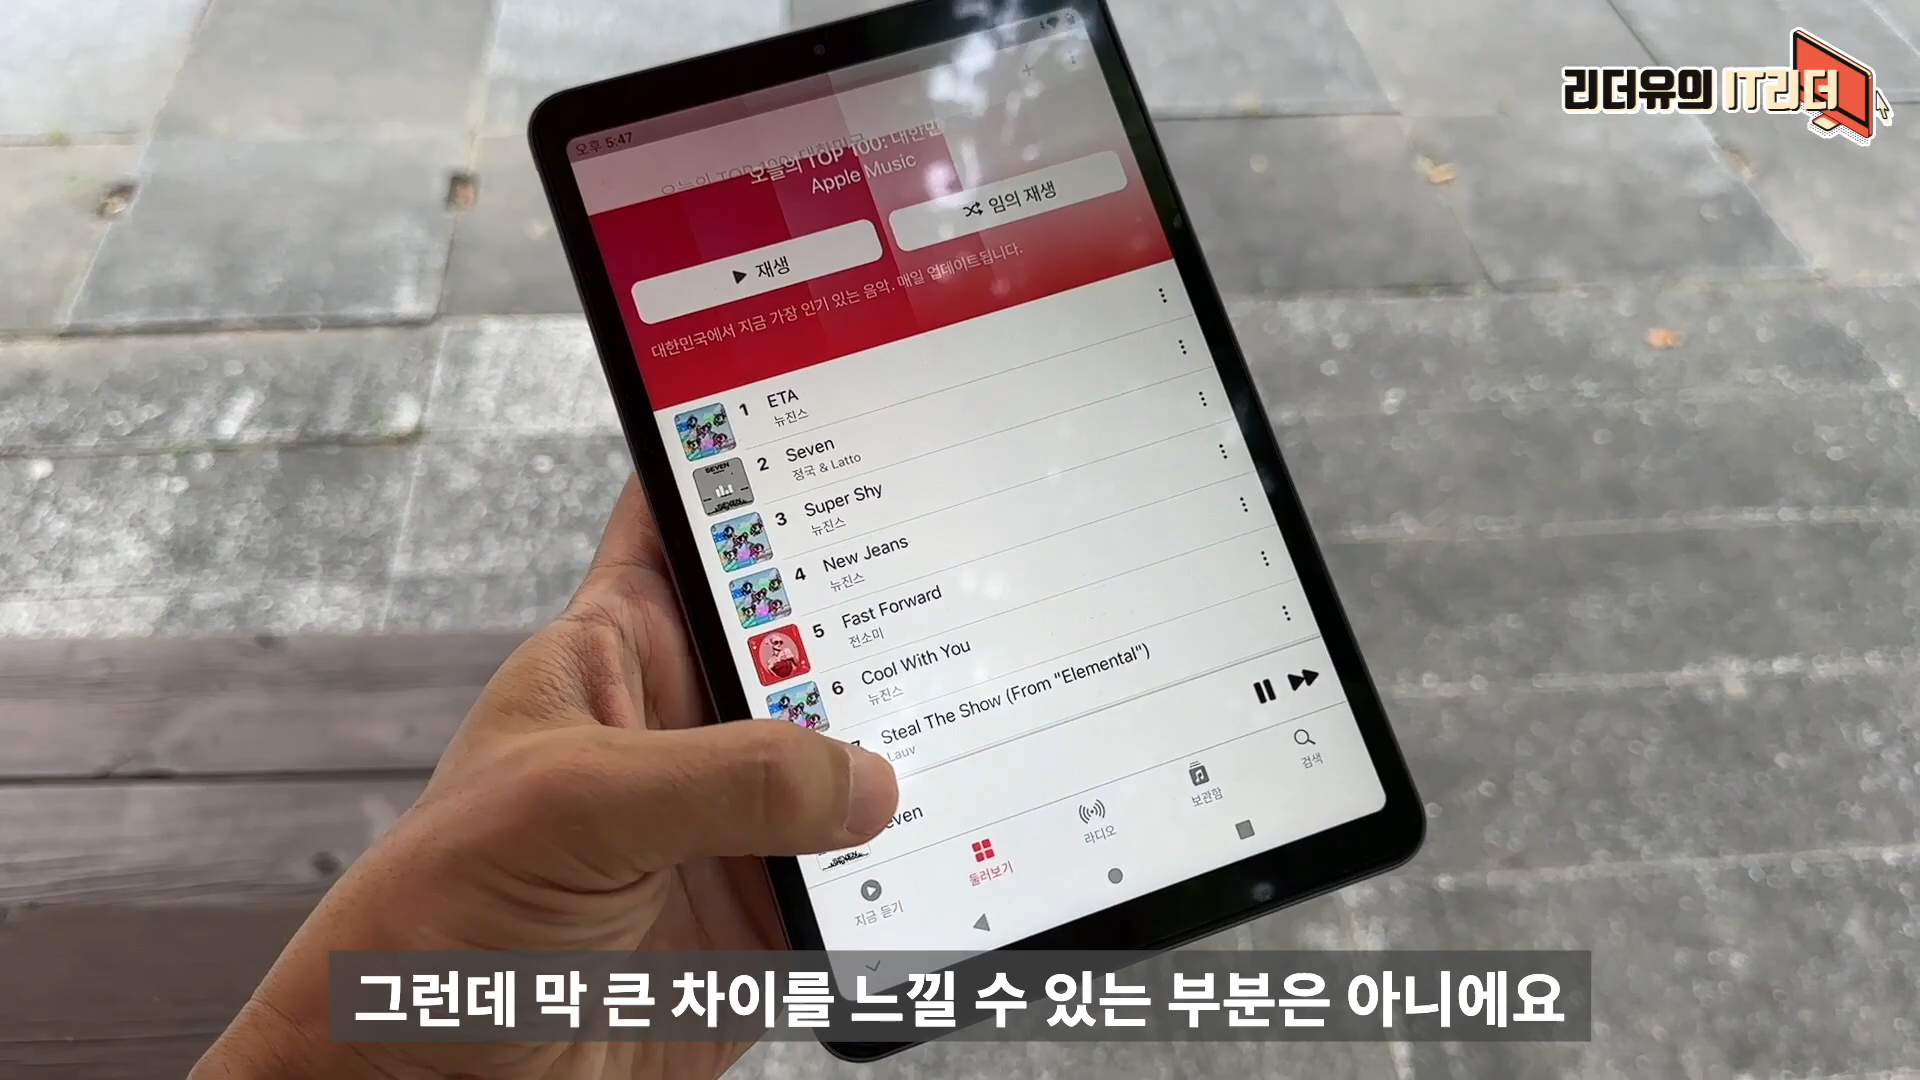 리더유의 IT리더
오후 5:47
오늘의 TOP 100: 대한민
Apple Music
재생
임의 재생
대한민국에서 지금 가장 인기 있는 음악. 매일 업데이트됩니다.
1 ETA
뉴진스
2 Seven
정국 & Latto
3 Super Shy
뉴진스
4 New Jeans
뉴진스
5 Fast Forward
전소미
6 Cool With You
뉴진스
7 Steal The Show (From "Elemental")
Lauv
even
지금 듣기
둘러보기
라디오
보관함
검색
SEVEN
그런데 막 큰 차이를 느낄 수 있는 부분은 아니에요